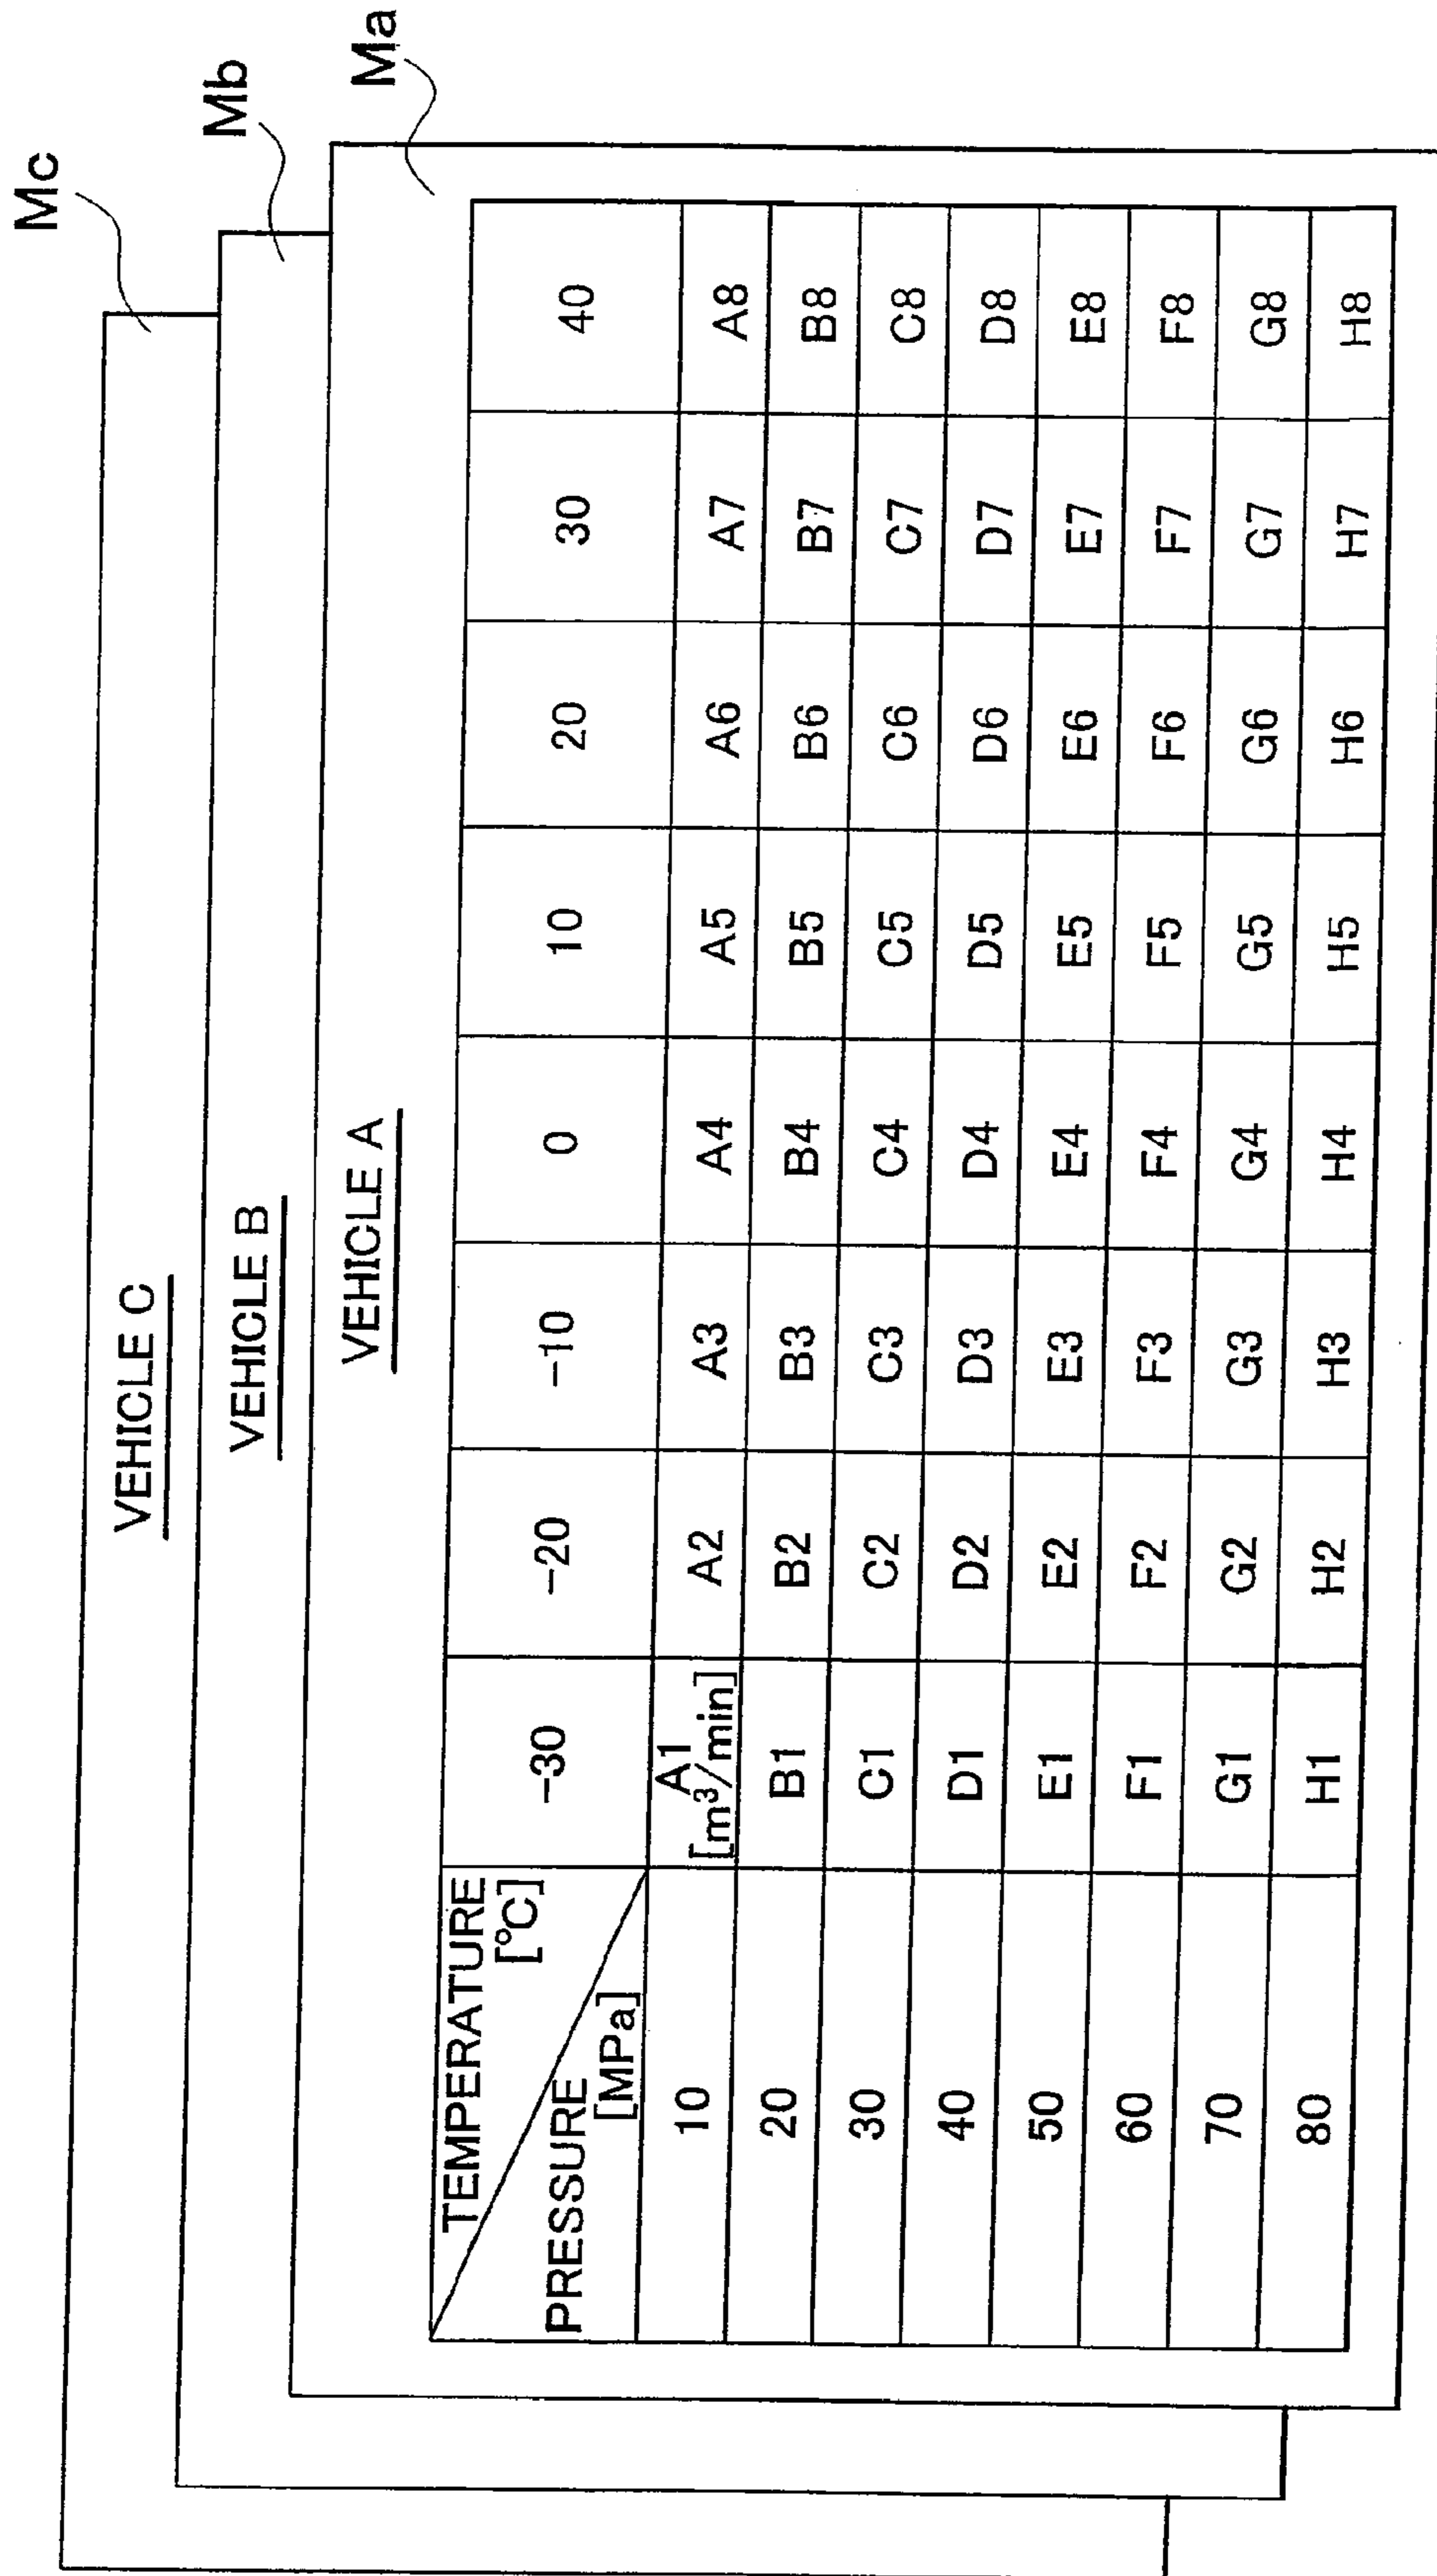 Mc
Mb
Ma
VEHICLE C
VEHICLE B
VEHICLE A
TEMPERATURE [℃] PRESSURE [MPa] -30 -20 -10 0 10 20 30 40
10 A1 [m³/min] A2 A3 A4 A5 A6 A7 A8
20 B1 B2 B3 B4 B5 B6 B7 B8
30 C1 C2 C3 C4 C5 C6 C7 C8
40 D1 D2 D3 D4 D5 D6 D7 D8
50 E1 E2 E3 E4 E5 E6 E7 E8
60 F1 F2 F3 F4 F5 F6 F7 F8
70 G1 G2 G3 G4 G5 G6 G7 G8
80 H1 H2 H3 H4 H5 H6 H7 H8